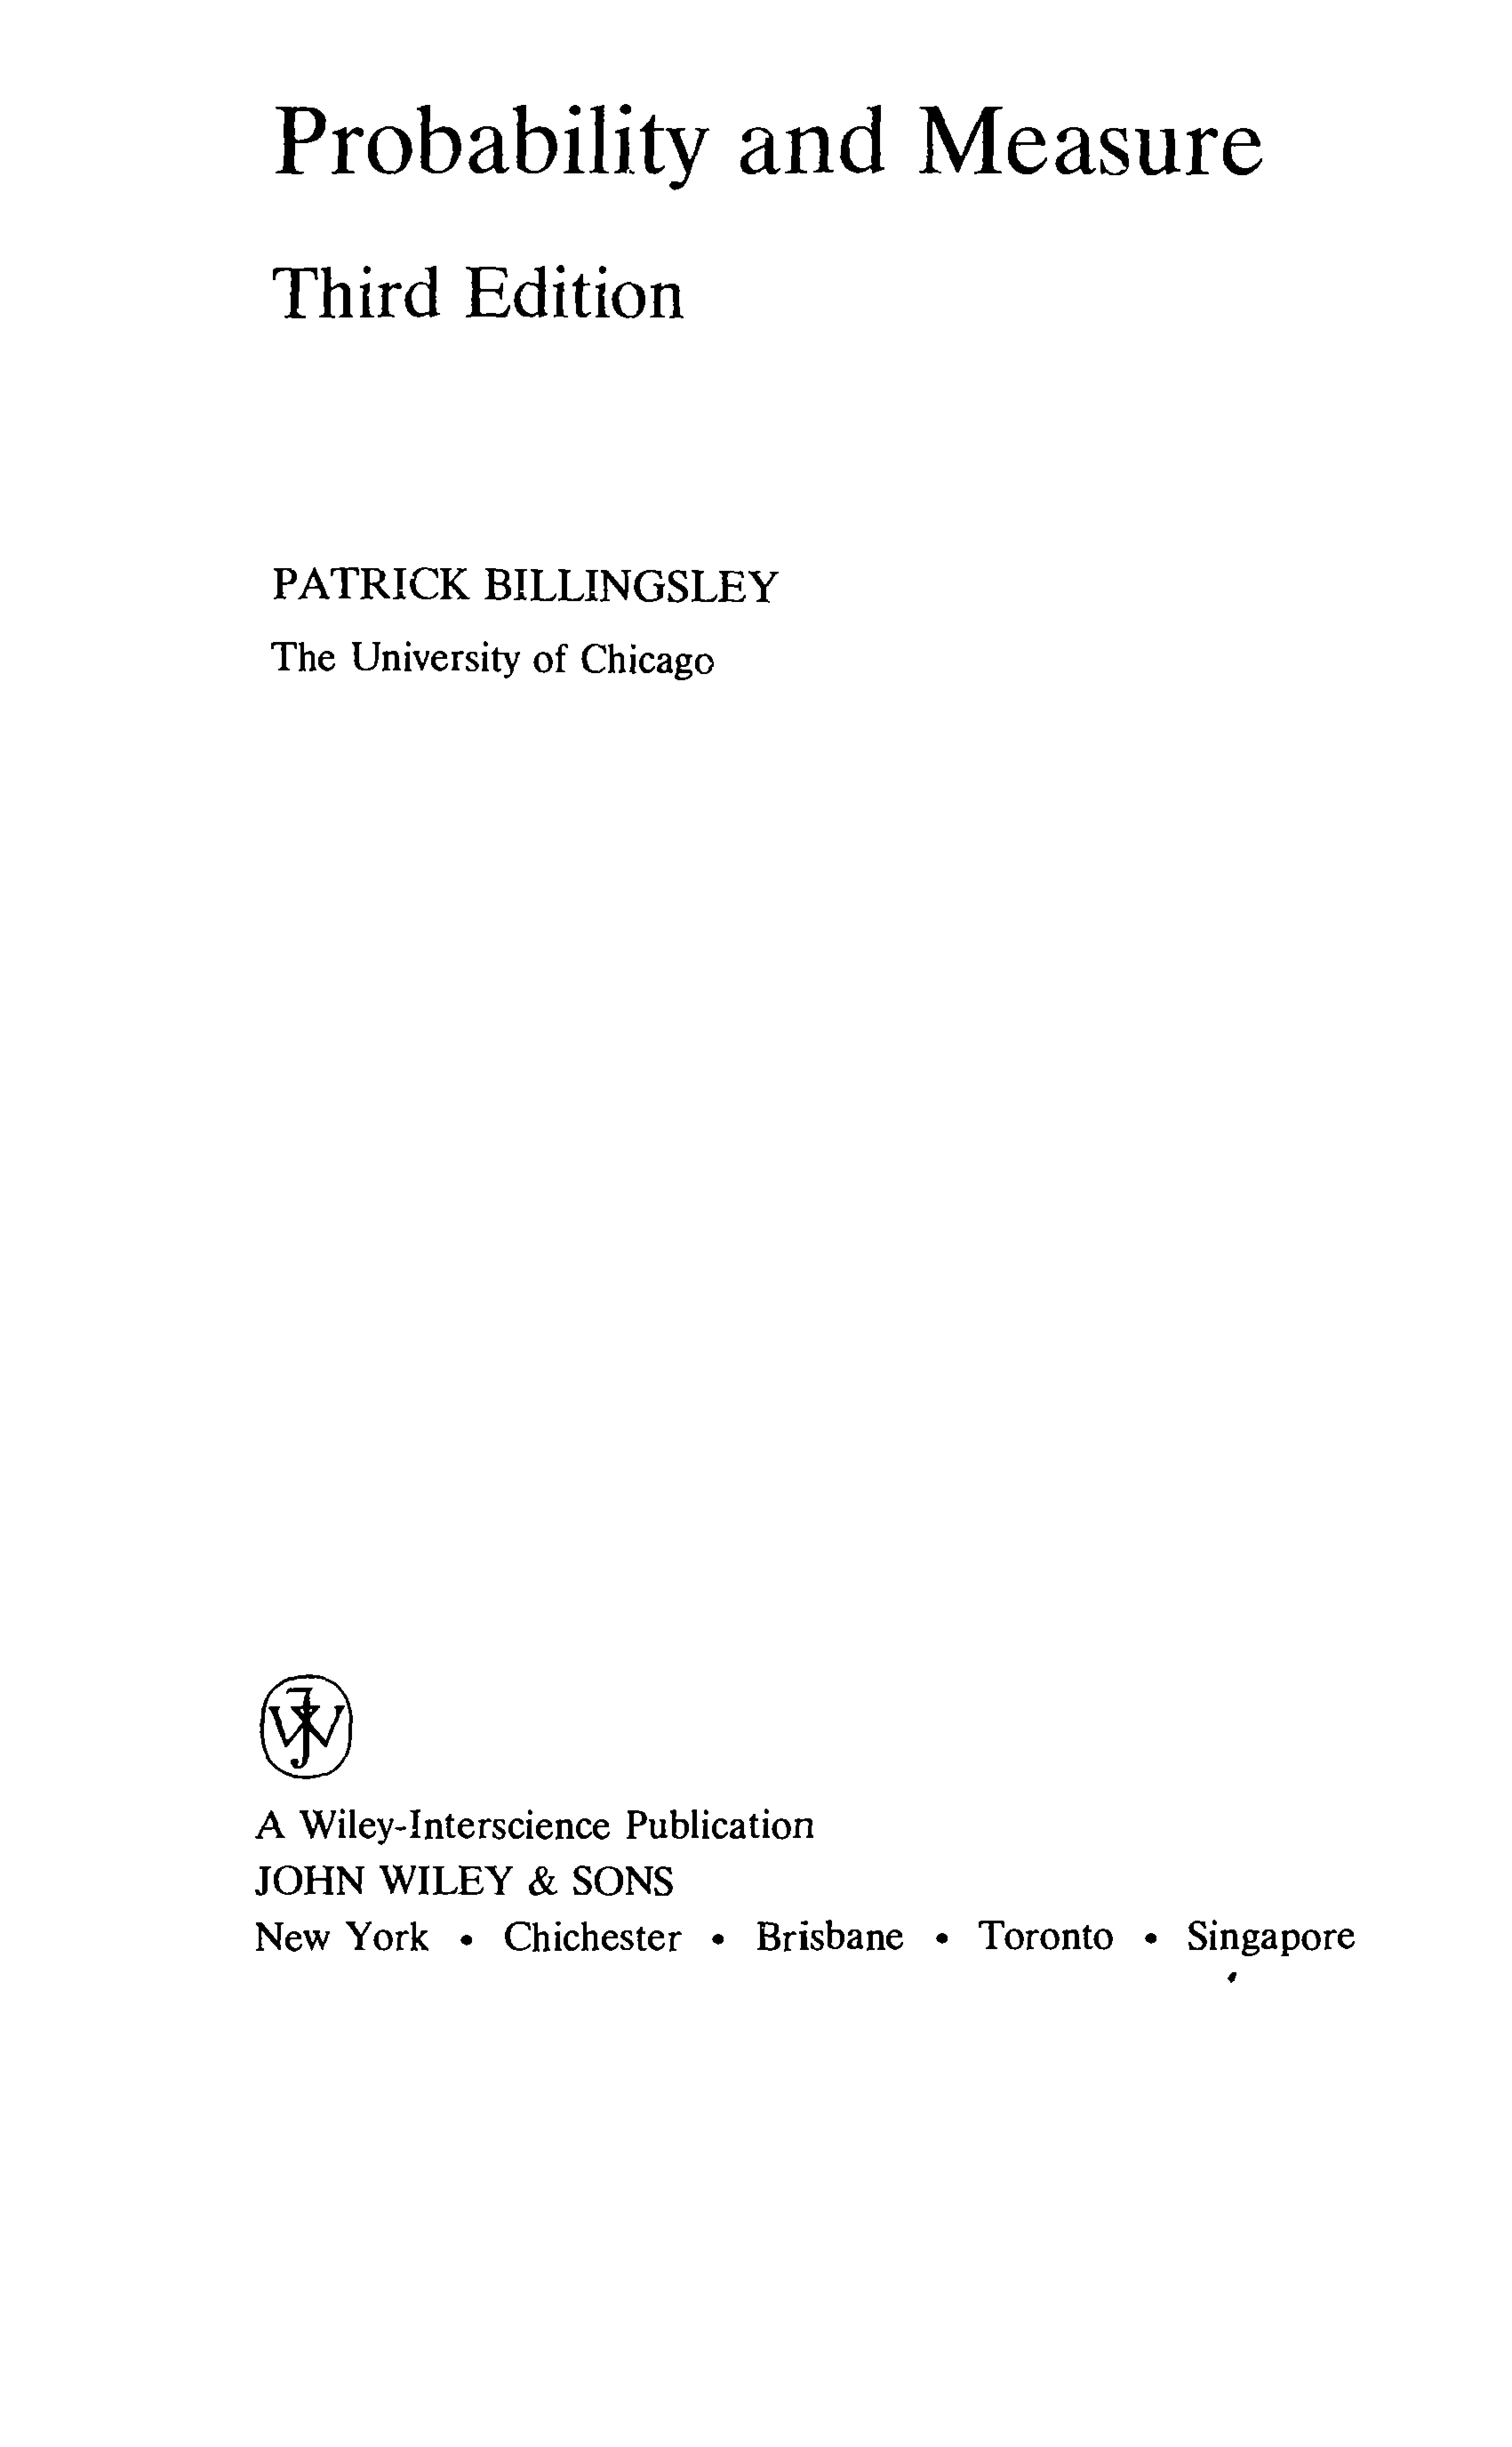 Probability and Measure
Third Edition
PATRICK BILLINGSLEY
The University of Chicago
JW
A Wiley-Interscience Publication
JOHN WILEY & SONS
New York • Chichester • Brisbane • Toronto • Singapore